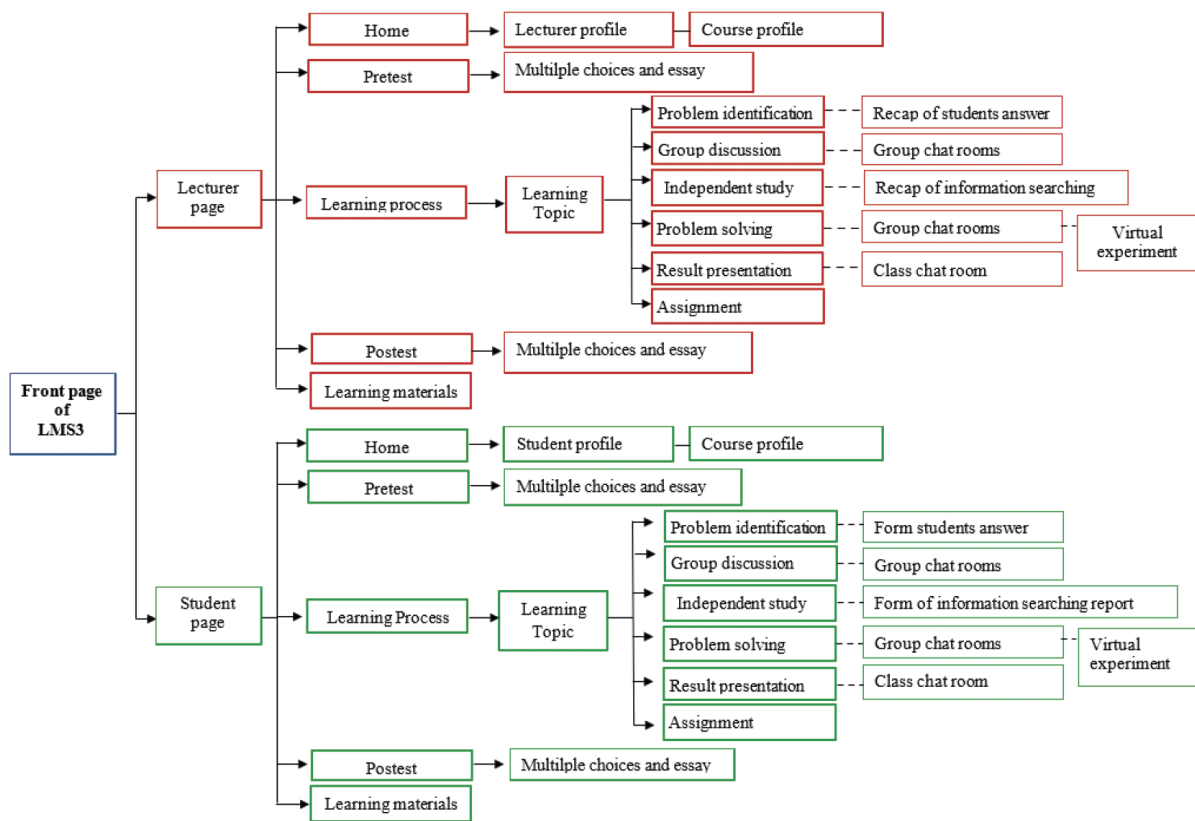 Home
Lecturer profile
Course profile
Pretest
Multilple choices and essay
Problem identification
Recap of students answer
Group discussion
Group chat rooms
Lecturer
page
Learning process
Learning
Topic
Independent study
Recap of information searching
Problem solving
Group chat rooms
Virtual
experiment
Result presentation
Class chat room
Assignment
Postest
Multilple choices and essay
Learning materials
Front page
of
LMS3
Home
Student profile
Course profile
Pretest
Multilple choices and essay
Problem identification
Form students answer
Group discussion
Group chat rooms
Student
page
Learning Process
Learning
Topic
Independent study
Form of information searching report
Problem solving
Group chat rooms
Virtual
experiment
Result presentation
Class chat room
Assignment
Postest
Multilple choices and essay
Learning materials